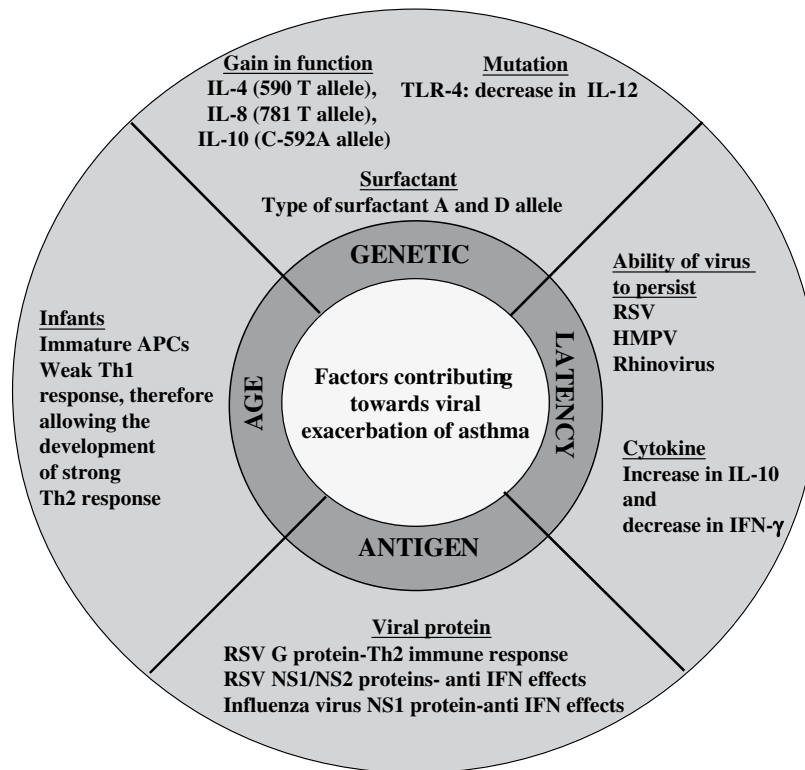 Gain in function
IL-4 (590 T allele),
IL-8 (781 T allele),
IL-10 (C-592A allele)
Mutation
TLR-4: decrease in IL-12
Surfactant
Type of surfactant A and D allele
GENETIC
Infants
Immature APCs
Weak Th1
response, therefore
allowing the
development
of strong
Th2 response
AGE
Factors contributing
towards viral
exacerbation of asthma
LATENCY
Ability of virus
to persist
RSV
HMPV
Rhinovirus
Cytokine
Increase in IL-10
and
decrease in IFN-γ
ANTIGEN
Viral protein
RSV G protein-Th2 immune response
RSV NS1/NS2 proteins- anti IFN effects
Influenza virus NS1 protein-anti IFN effects